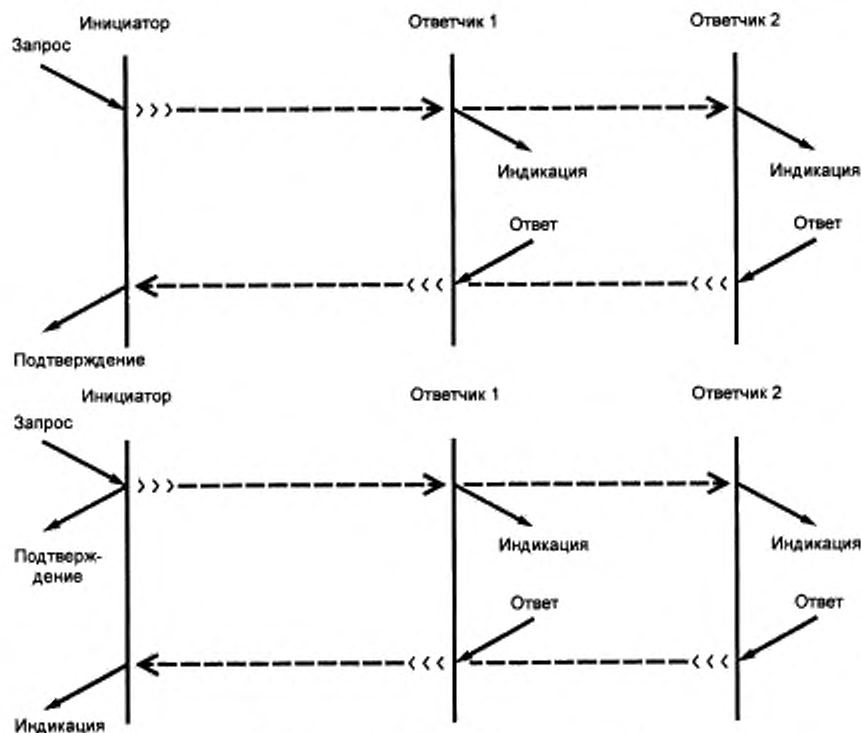 Инициатор
Ответчик 1
Ответчик 2
Запрос
Индикация
Индикация
Ответ
Ответ
Подтверждение
Инициатор
Ответчик 1
Ответчик 2
Запрос
Подтверж-
дение
Индикация
Индикация
Ответ
Ответ
Индикация